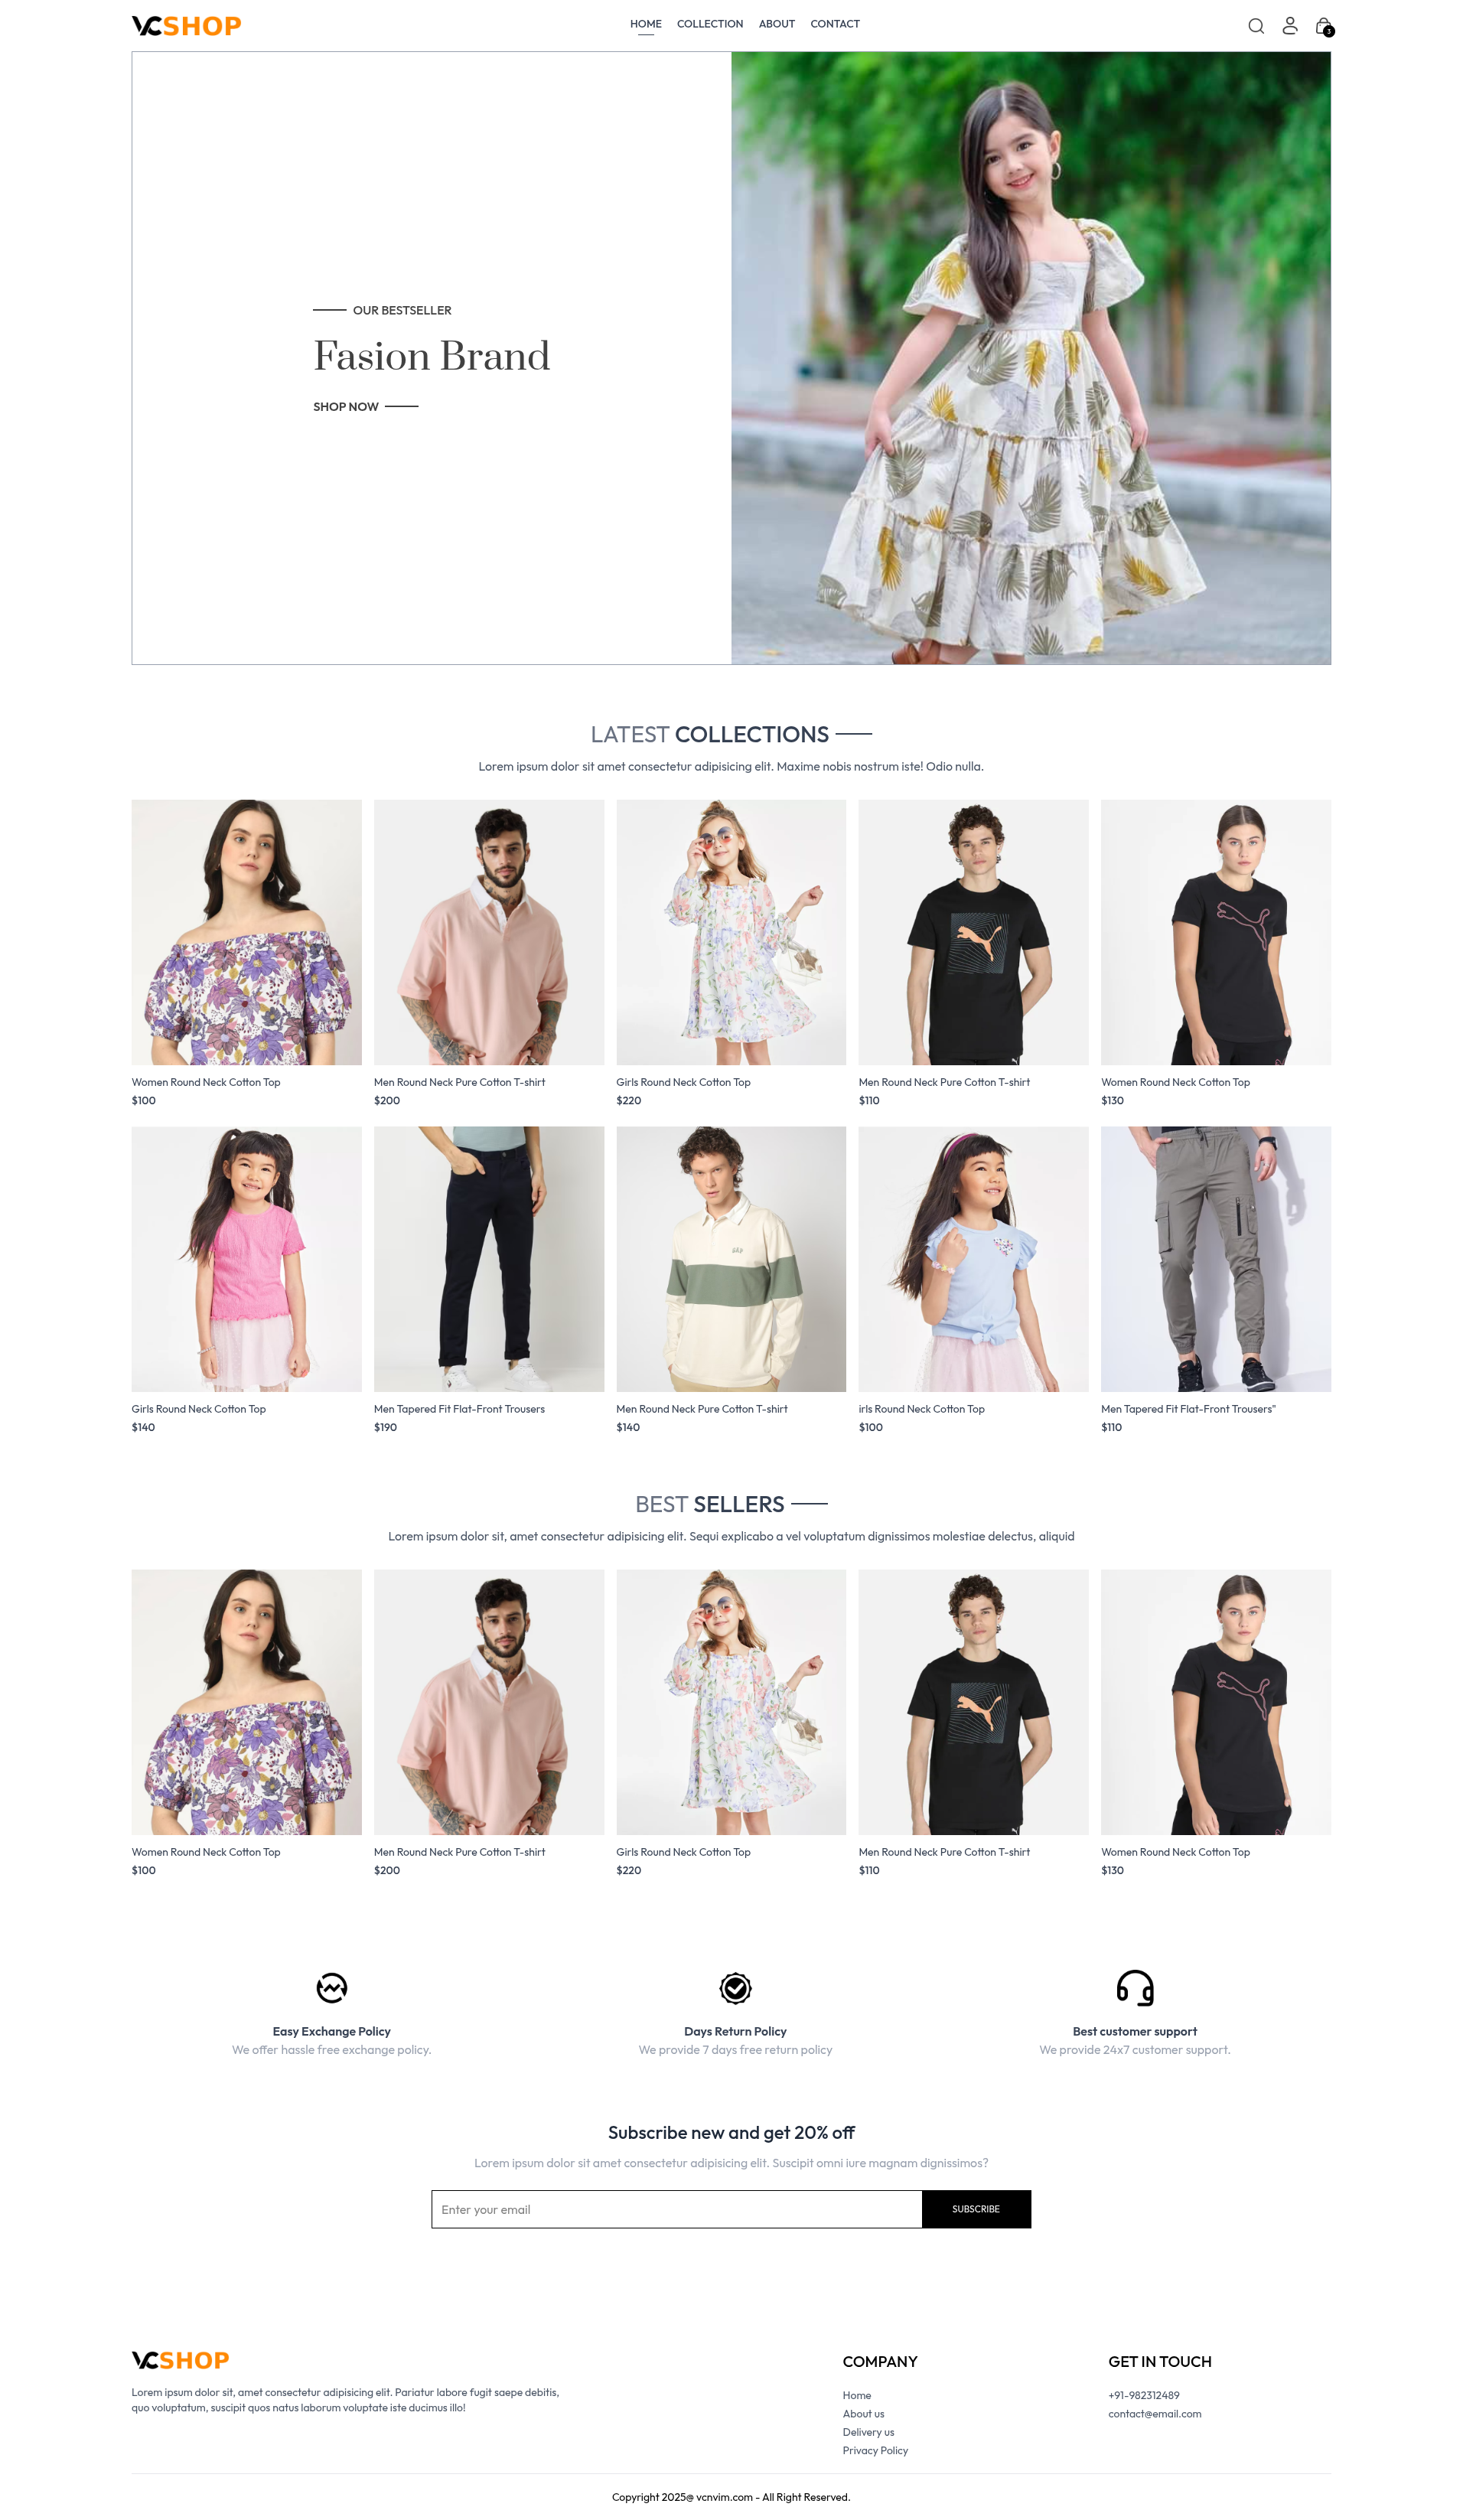 VCSHOP
HOME COLLECTION ABOUT CONTACT
3
OUR BESTSELLER
Fasion Brand
SHOP NOW
LATEST COLLECTIONS
Lorem ipsum dolor sit amet consectetur adipisicing elit. Maxime nobis nostrum iste! Odio nulla.
Women Round Neck Cotton Top
$100
Men Round Neck Pure Cotton T-shirt
$200
Girls Round Neck Cotton Top
$220
Men Round Neck Pure Cotton T-shirt
$110
Women Round Neck Cotton Top
$130
GAP
Girls Round Neck Cotton Top
$140
Men Tapered Fit Flat-Front Trousers
$190
Men Round Neck Pure Cotton T-shirt
$140
irls Round Neck Cotton Top
$100
Men Tapered Fit Flat-Front Trousers"
$110
BEST SELLERS
Lorem ipsum dolor sit, amet consectetur adipisicing elit. Sequi explicabo a vel voluptatum dignissimos molestiae delectus, aliquid
Women Round Neck Cotton Top
$100
Men Round Neck Pure Cotton T-shirt
$200
Girls Round Neck Cotton Top
$220
Men Round Neck Pure Cotton T-shirt
$110
Women Round Neck Cotton Top
$130
Easy Exchange Policy
We offer hassle free exchange policy.
Days Return Policy
We provide 7 days free return policy
Best customer support
We provide 24x7 customer support.
Subscribe new and get 20% off
Lorem ipsum dolor sit amet consectetur adipisicing elit. Suscipit omni iure magnam dignissimos?
Enter your email
SUBSCRIBE
VCSHOP
Lorem ipsum dolor sit, amet consectetur adipisicing elit. Pariatur labore fugit saepe debitis,
quo voluptatum, suscipit quos natus laborum voluptate iste ducimus illo!
COMPANY
Home
About us
Delivery us
Privacy Policy
GET IN TOUCH
+91-982312489
contact@email.com
Copyright 2025@ vcnvim.com - All Right Reserved.